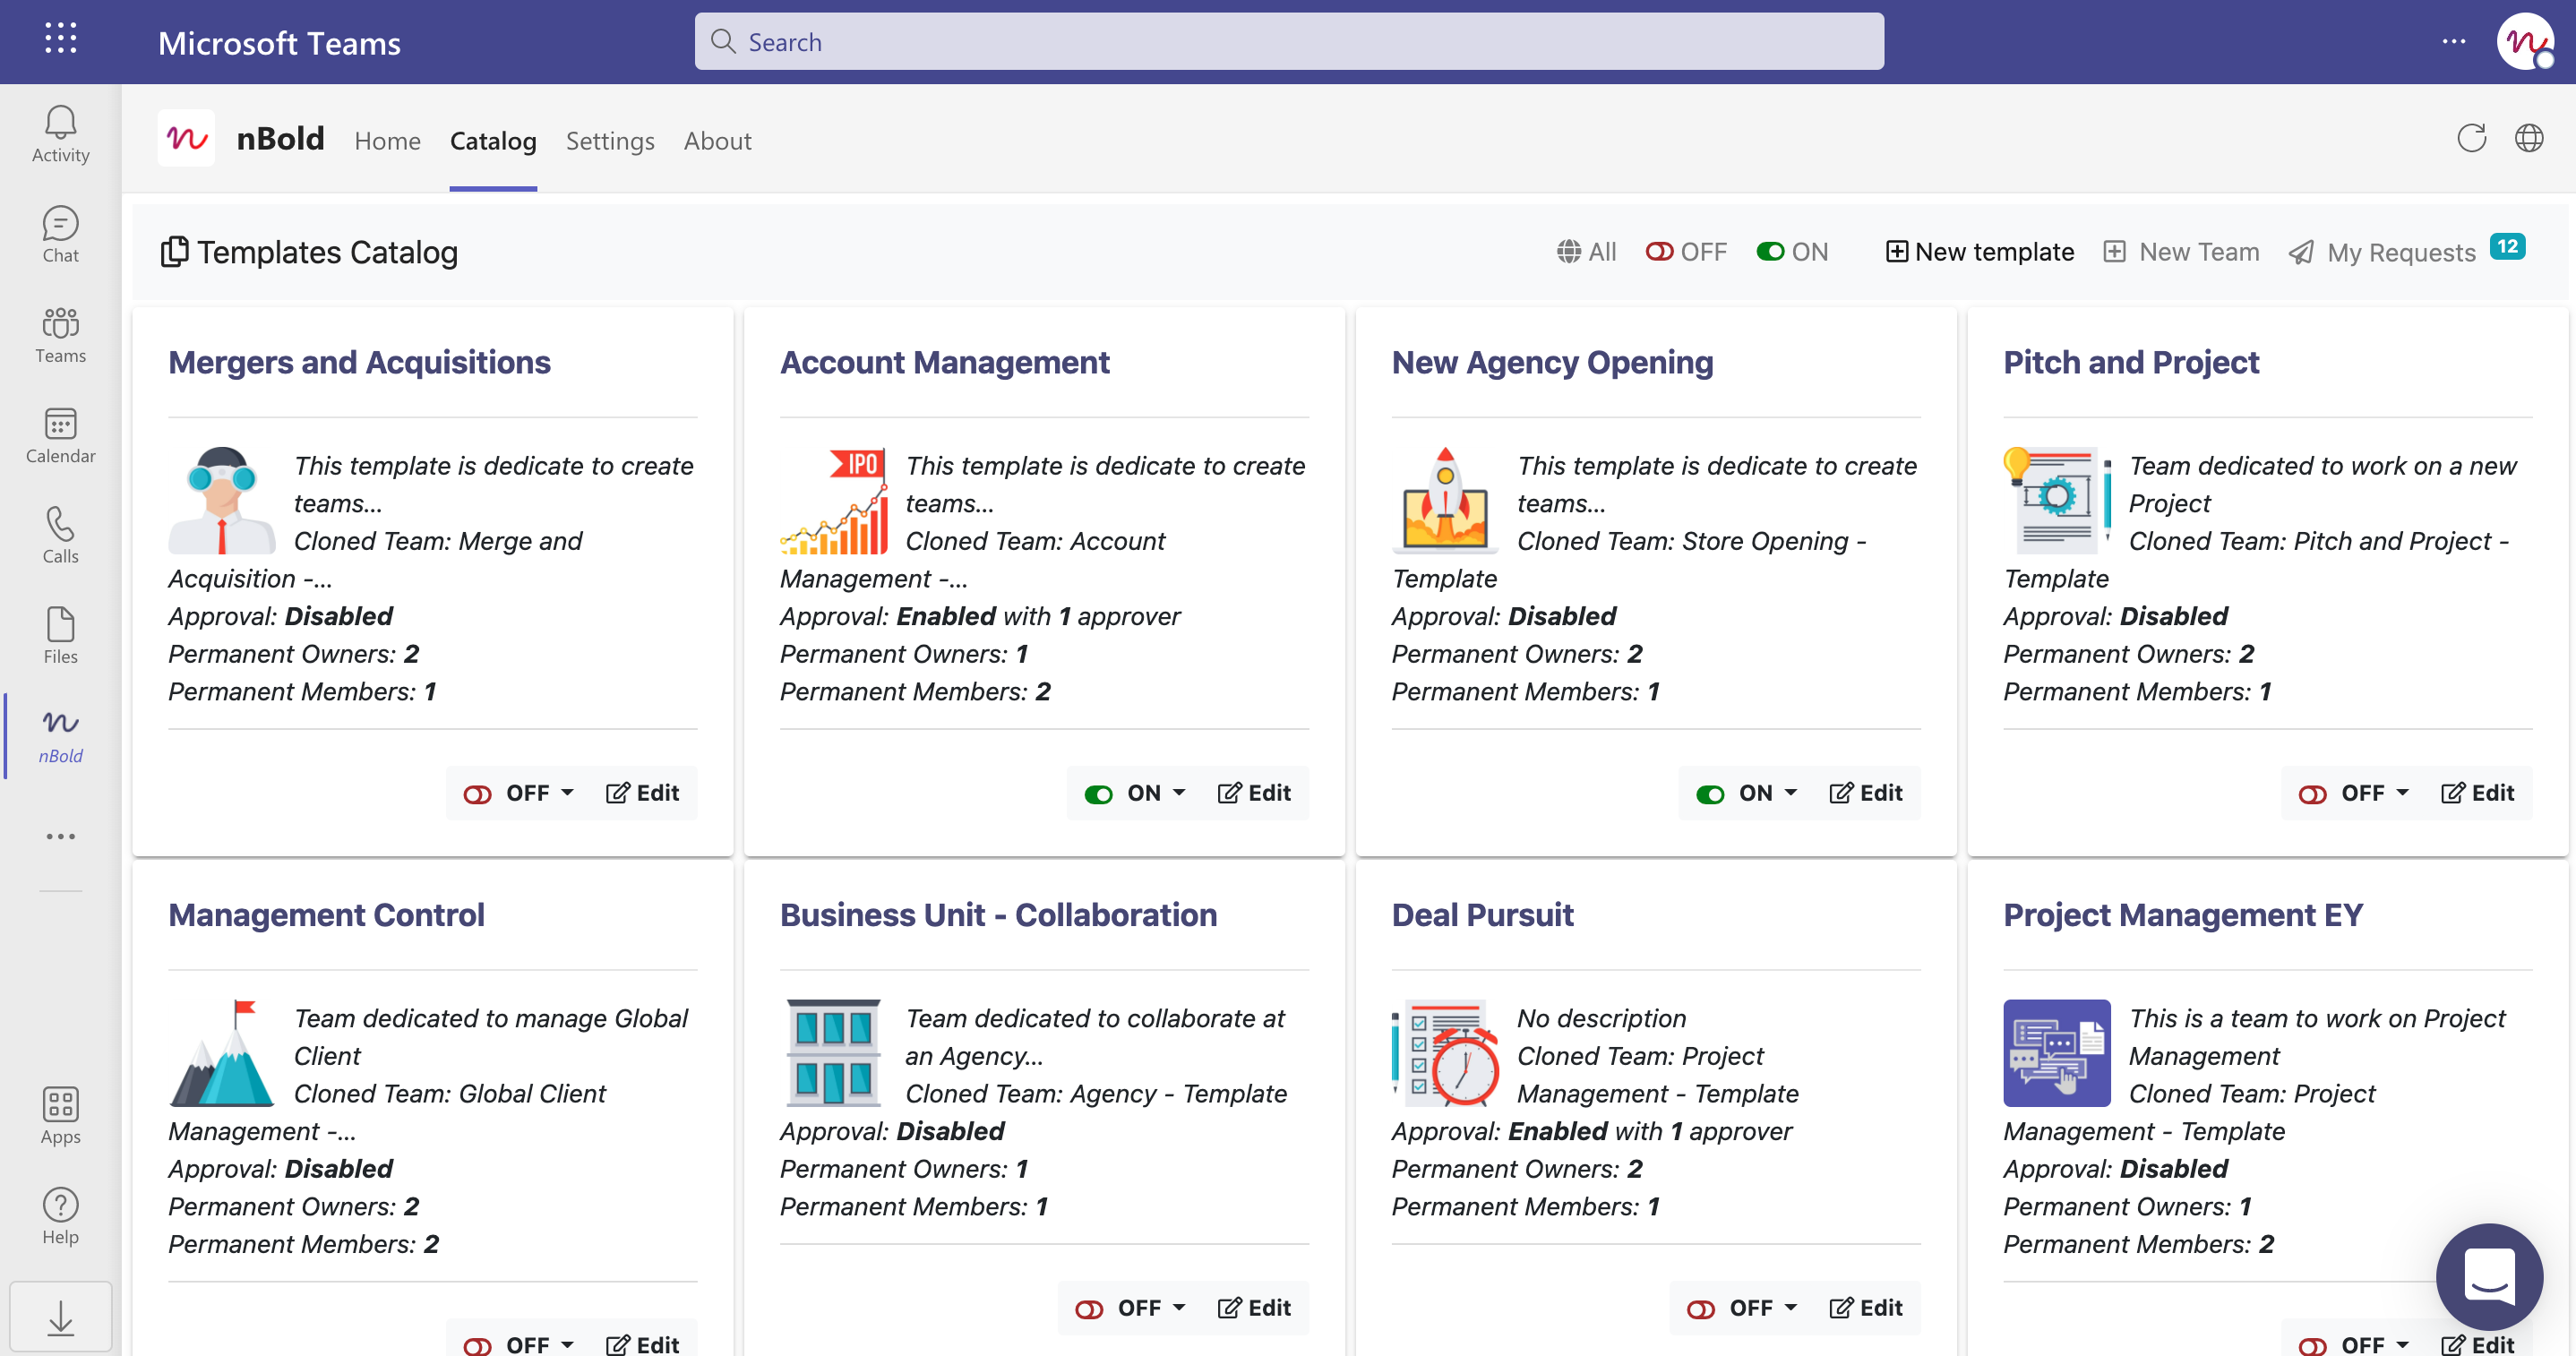 Microsoft Teams
Search
Activity
Chat
Teams
Calendar
Calls
Files
nBold
Apps
Help
nBold Home Catalog Settings About
Templates Catalog
All OFF ON New template New Team My Requests 12
Mergers and Acquisitions
This template is dedicate to create
teams...
Cloned Team: Merge and
Acquisition -...
Approval: Disabled
Permanent Owners: 2
Permanent Members: 1
OFF Edit
Account Management
IPO
This template is dedicate to create
teams...
Cloned Team: Account
Management -...
Approval: Enabled with 1 approver
Permanent Owners: 1
Permanent Members: 2
ON Edit
New Agency Opening
This template is dedicate to create
teams...
Cloned Team: Store Opening -
Template
Approval: Disabled
Permanent Owners: 2
Permanent Members: 1
ON Edit
Pitch and Project
Team dedicated to work on a new
Project
Cloned Team: Pitch and Project -
Template
Approval: Disabled
Permanent Owners: 2
Permanent Members: 1
OFF Edit
Management Control
Team dedicated to manage Global
Client
Cloned Team: Global Client
Management -...
Approval: Disabled
Permanent Owners: 2
Permanent Members: 2
OFF Edit
Business Unit - Collaboration
Team dedicated to collaborate at
an Agency...
Cloned Team: Agency - Template
Approval: Disabled
Permanent Owners: 1
Permanent Members: 1
OFF Edit
Deal Pursuit
No description
Cloned Team: Project
Management - Template
Approval: Enabled with 1 approver
Permanent Owners: 2
Permanent Members: 1
OFF Edit
Project Management EY
This is a team to work on Project
Management
Cloned Team: Project
Management - Template
Approval: Disabled
Permanent Owners: 1
Permanent Members: 2
OFF Edit